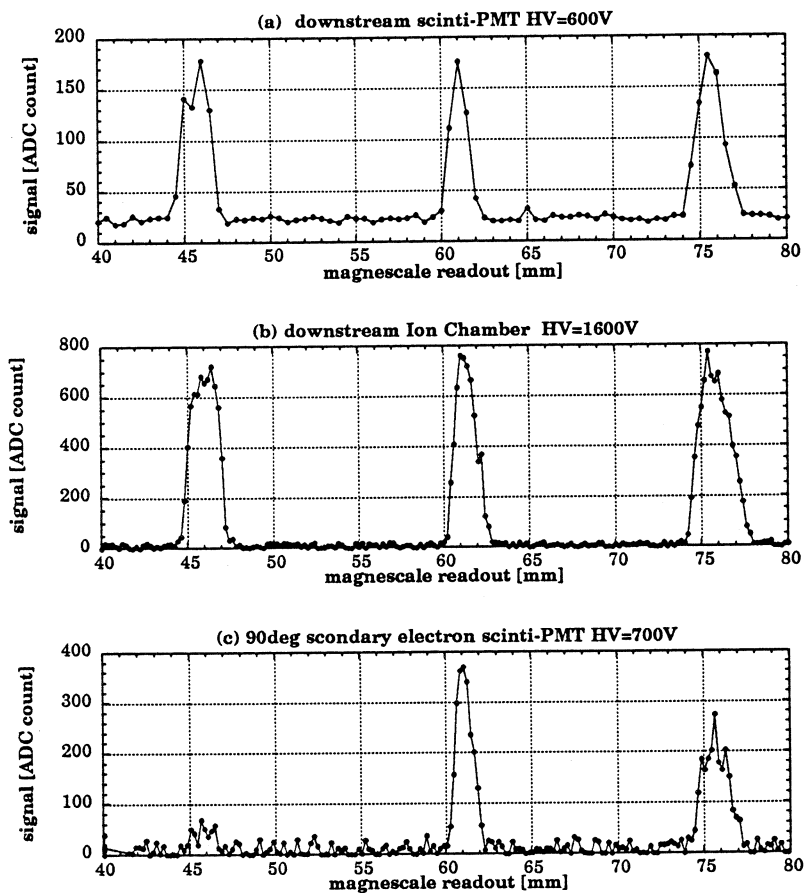 (a) downstream scinti-PMT HV=600V
signal [ADC count]
200
150
100
50
0
40 45 50 55 60 65 70 75 80
magnescale readout [mm]
(b) downstream Ion Chamber HV=1600V
signal [ADC count]
800
600
400
200
0
40 45 50 55 60 65 70 75 80
magnescale readout [mm]
(c) 90deg scondary electron scinti-PMT HV=700V
signal [ADC count]
400
300
200
100
0
40 45 50 55 60 65 70 75 80
magnescale readout [mm]